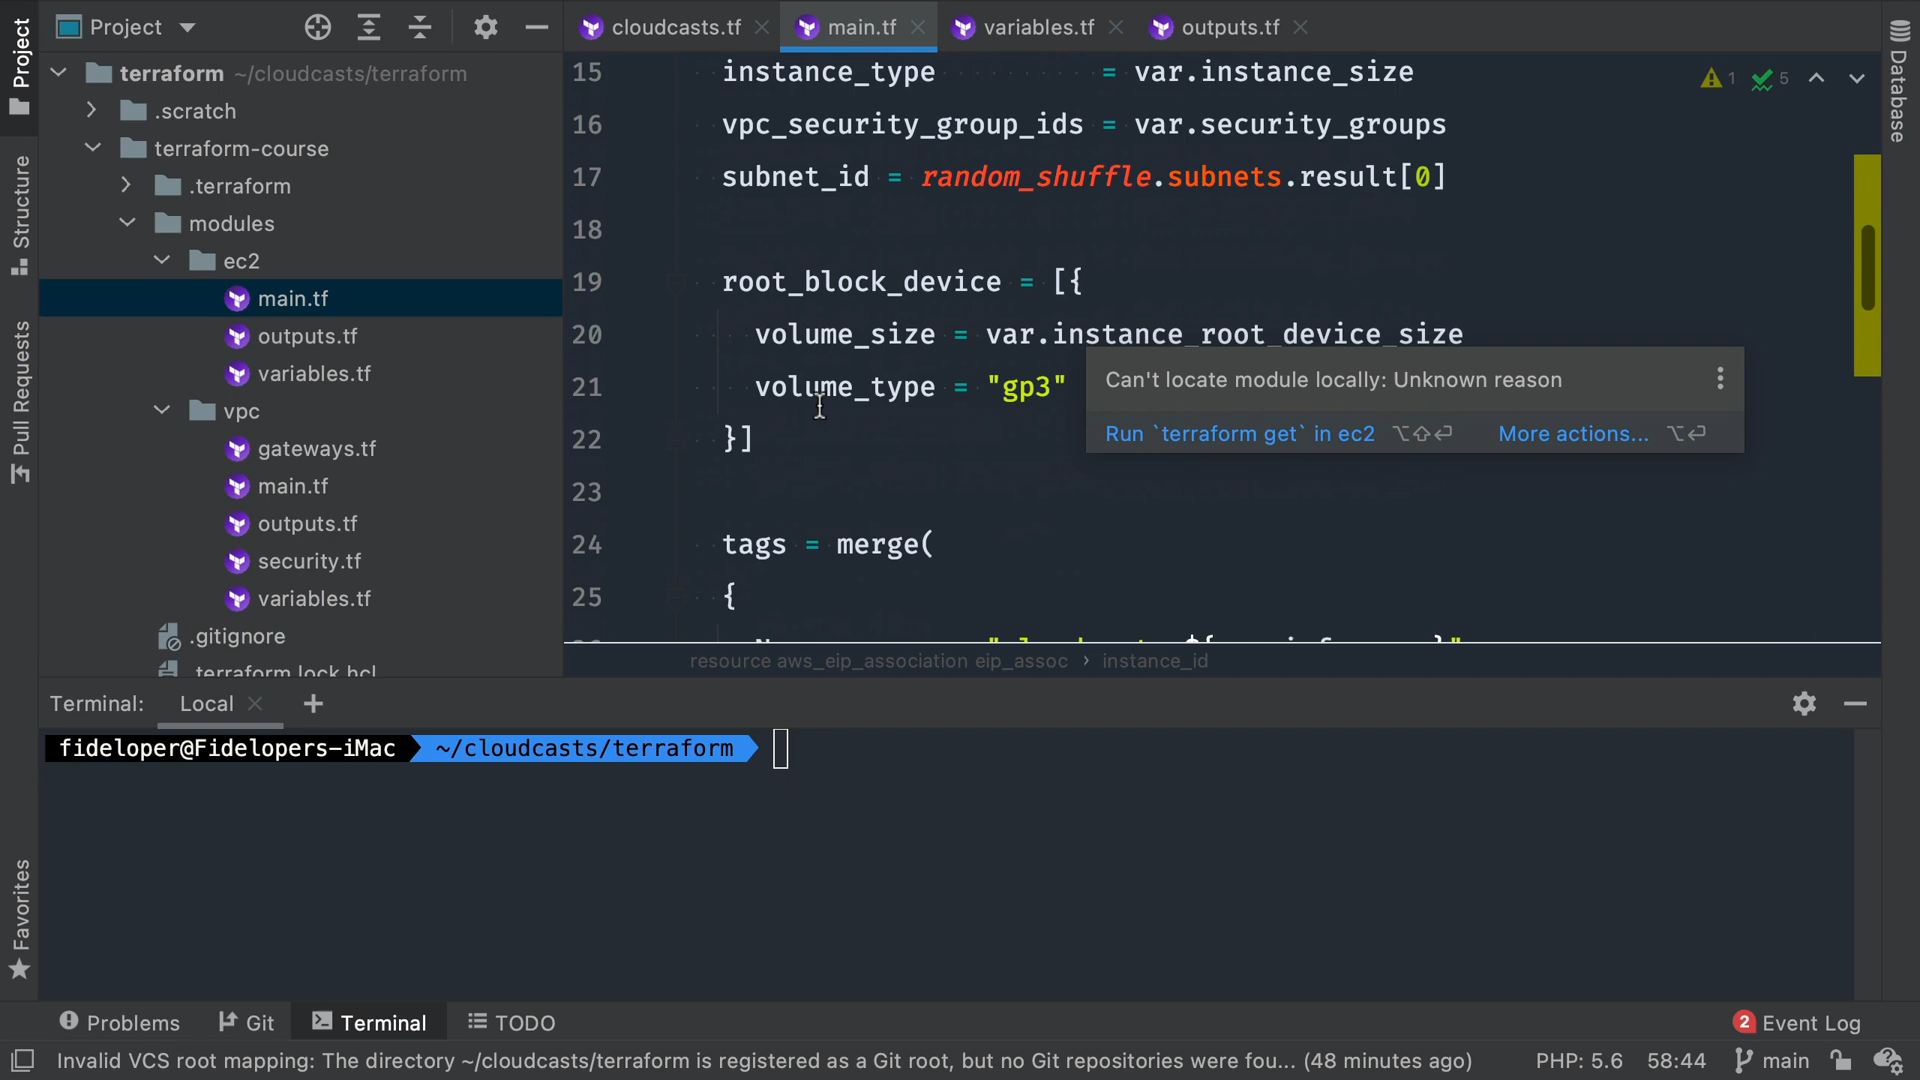 Project
cloudcasts.tf
main.tf
variables.tf
outputs.tf
Project
Structure
Pull Requests
Favorites
Database
terraform ~/cloudcasts/terraform
.scratch
terraform-course
.terraform
modules
ec2
main.tf
outputs.tf
variables.tf
vpc
gateways.tf
main.tf
outputs.tf
security.tf
variables.tf
.gitignore
.terraform.lock.hcl
1
5
15 instance_type = var.instance_size
16 vpc_security_group_ids = var.security_groups
17 subnet_id = random_shuffle.subnets.result[0]
18
19 root_block_device = [{
20 volume_size = var.instance_root_device_size
21 volume_type = "gp3"
22 }]
23
24 tags = merge(
25 {
Can't locate module locally: Unknown reason
Run `terraform get` in ec2 ⌥⇧⏎ More actions... ⌥⏎
resource aws_eip_association eip_assoc › instance_id
Terminal: Local
fideloper@Fidelopers-iMac ~/cloudcasts/terraform
Problems
Git
Terminal
TODO
2 Event Log
Invalid VCS root mapping: The directory ~/cloudcasts/terraform is registered as a Git root, but no Git repositories were fou... (48 minutes ago)
PHP: 5.6
58:44
main